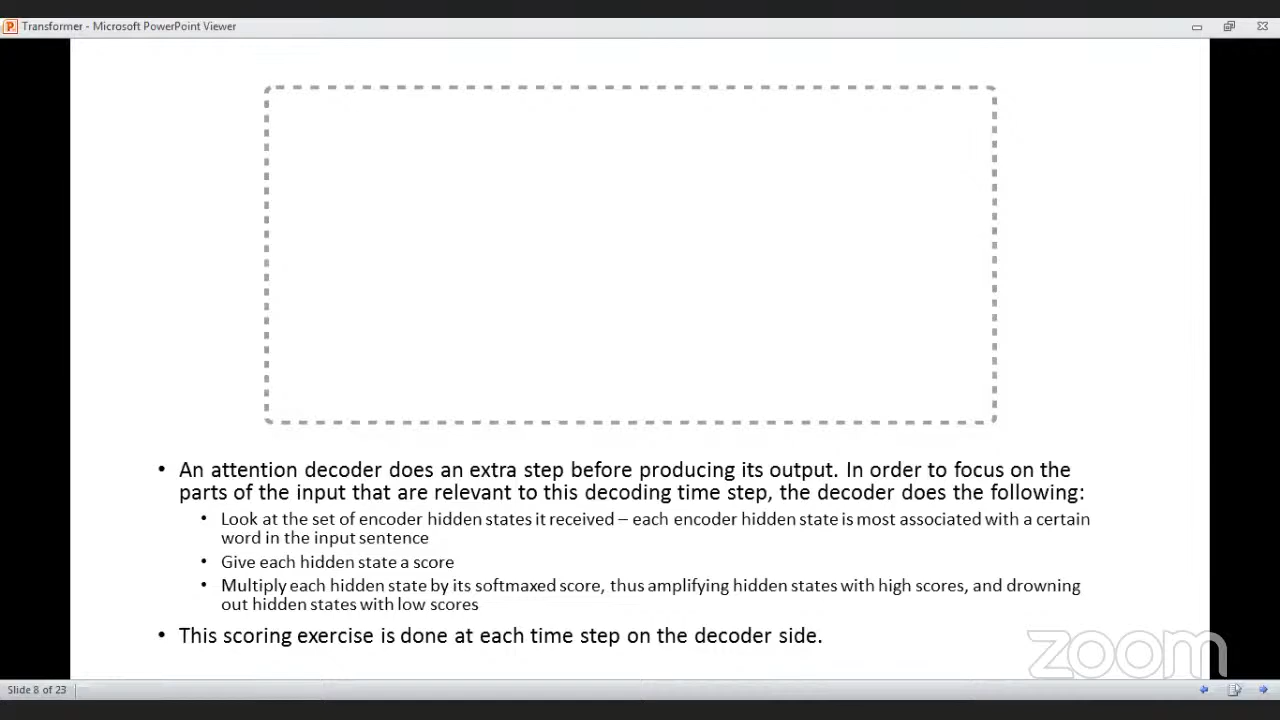 Transformer - Microsoft PowerPoint Viewer
• An attention decoder does an extra step before producing its output. In order to focus on the
parts of the input that are relevant to this decoding time step, the decoder does the following:
• Look at the set of encoder hidden states it received – each encoder hidden state is most associated with a certain
word in the input sentence
• Give each hidden state a score
• Multiply each hidden state by its softmaxed score, thus amplifying hidden states with high scores, and drowning
out hidden states with low scores
• This scoring exercise is done at each time step on the decoder side.
zoom
Slide 8 of 23